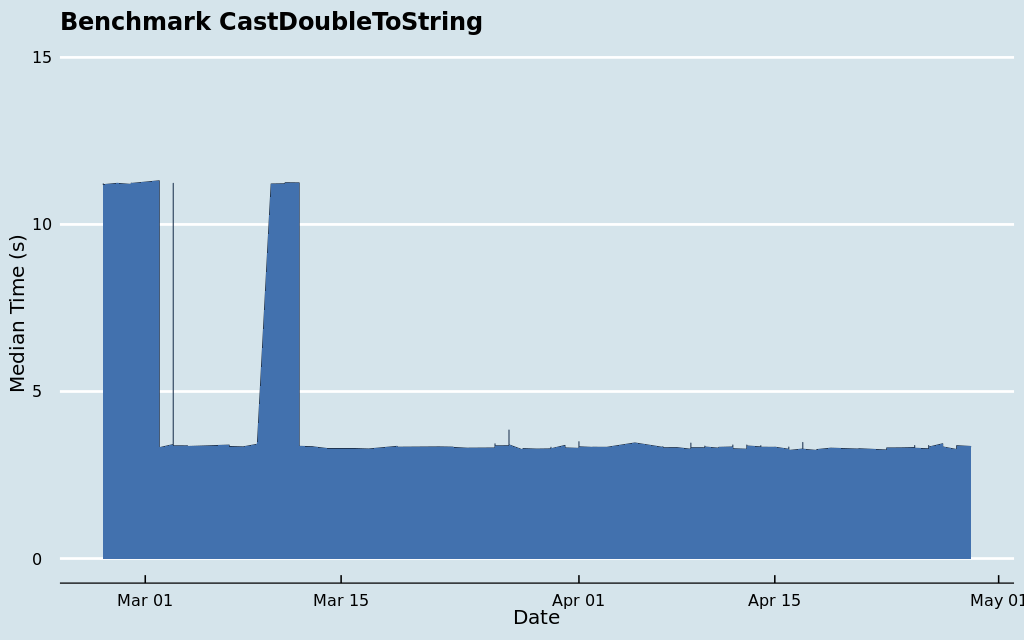 Benchmark CastDoubleToString
15
10
5
0
Median Time (s)
Mar 01
Mar 15
Apr 01
Apr 15
May 01
Date